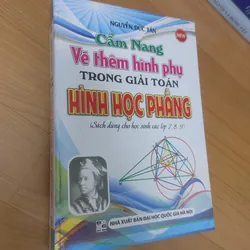 NGUYỄN ĐỨC TẤN
NEW
Cẩm Nang
Vẽ thêm hình phụ
TRONG GIẢI TOÁN
HÌNH HỌC PHẲNG
(Sách dùng cho học sinh các lớp 7, 8, 9)
NHÀ XUẤT BẢN ĐẠI HỌC QUỐC GIA HÀ NỘI